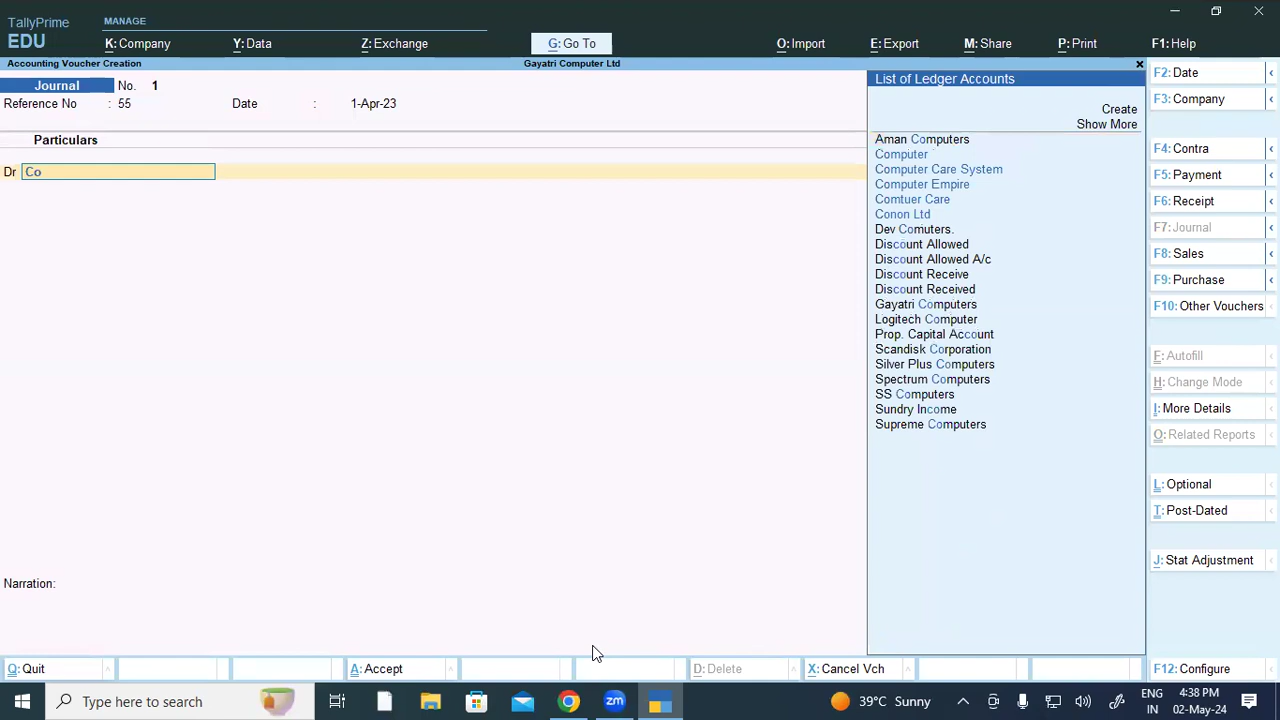 TallyPrime
EDU
MANAGE
K: Company
Y: Data
Z: Exchange
G: Go To
O: Import
E: Export
M: Share
P: Print
F1: Help
Accounting Voucher Creation
Gayatri Computer Ltd
Journal No. 1
Reference No : 55 Date : 1-Apr-23
Particulars
Dr Co
Narration:
List of Ledger Accounts
Create
Show More
Aman Computers
Computer
Computer Care System
Computer Empire
Comtuer Care
Conon Ltd
Dev Comuters.
Discount Allowed
Discount Allowed A/c
Discount Receive
Discount Received
Gayatri Computers
Logitech Computer
Prop. Capital Account
Scandisk Corporation
Silver Plus Computers
Spectrum Computers
SS Computers
Sundry Income
Supreme Computers
F2: Date
F3: Company
F4: Contra
F5: Payment
F6: Receipt
F7: Journal
F8: Sales
F9: Purchase
F10: Other Vouchers
F: Autofill
H: Change Mode
I: More Details
O: Related Reports
L: Optional
T: Post-Dated
J: Stat Adjustment
Q: Quit
A: Accept
D: Delete
X: Cancel Vch
F12: Configure
Type here to search
zm
39°C Sunny
ENG
IN
4:38 PM
02-May-24